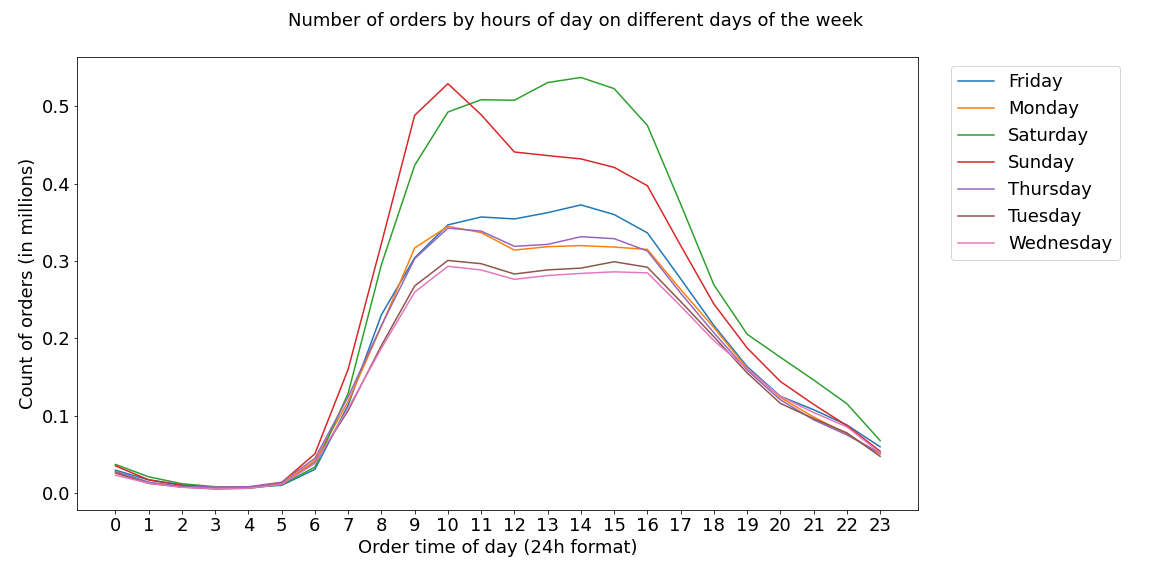 Number of orders by hours of day on different days of the week
Count of orders (in millions)
0.5
0.4
0.3
0.2
0.1
0.0
0 1 2 3 4 5 6 7 8 9 10 11 12 13 14 15 16 17 18 19 20 21 22 23
Order time of day (24h format)
Friday
Monday
Saturday
Sunday
Thursday
Tuesday
Wednesday